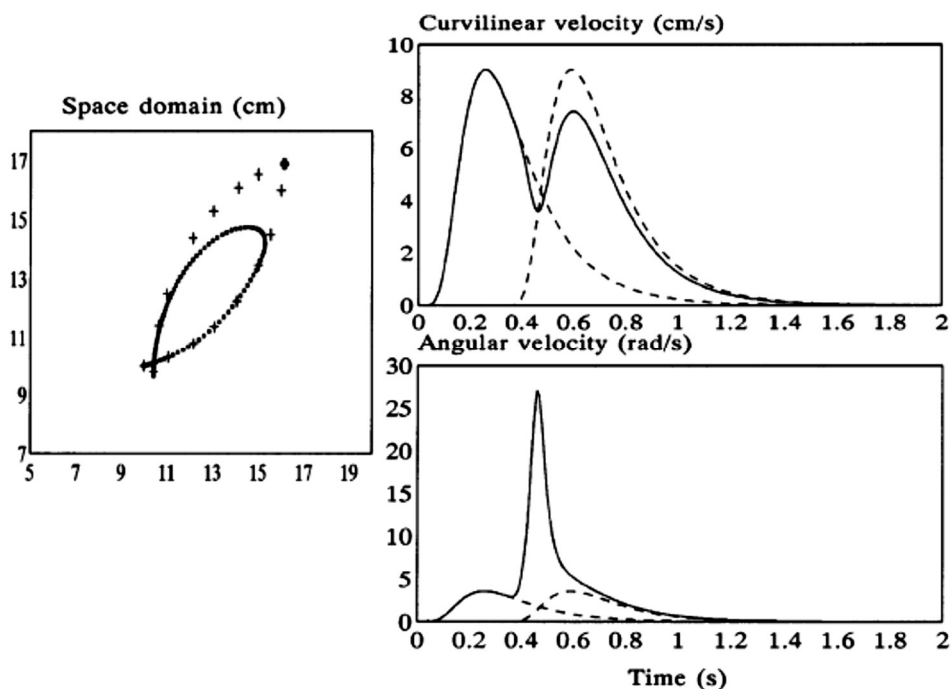 Curvilinear velocity (cm/s)
10
8
6
4
2
0
0 0.2 0.4 0.6 0.8 1 1.2 1.4 1.6 1.8 2
Space domain (cm)
17
15
13
11
9
7
5 9 11 13 15 17 19
Angular velocity (rad/s)
30
25
20
15
10
5
0
0 0.2 0.4 0.6 0.8 1 1.2 1.4 1.6 1.8 2
Time (s)